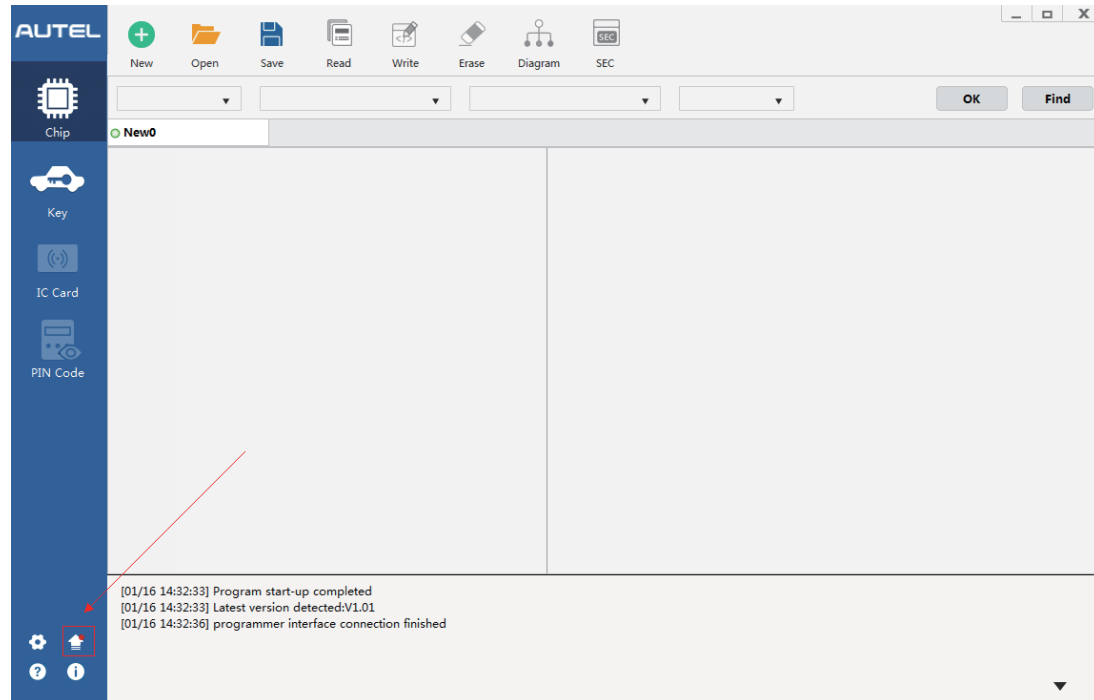 AUTEL
New Open Save Read Write Erase Diagram SEC
SEC
OK Find
Chip
New0
Key
IC Card
PIN Code
[01/16 14:32:33] Program start-up completed
[01/16 14:32:33] Latest version detected:V1.01
[01/16 14:32:36] programmer interface connection finished